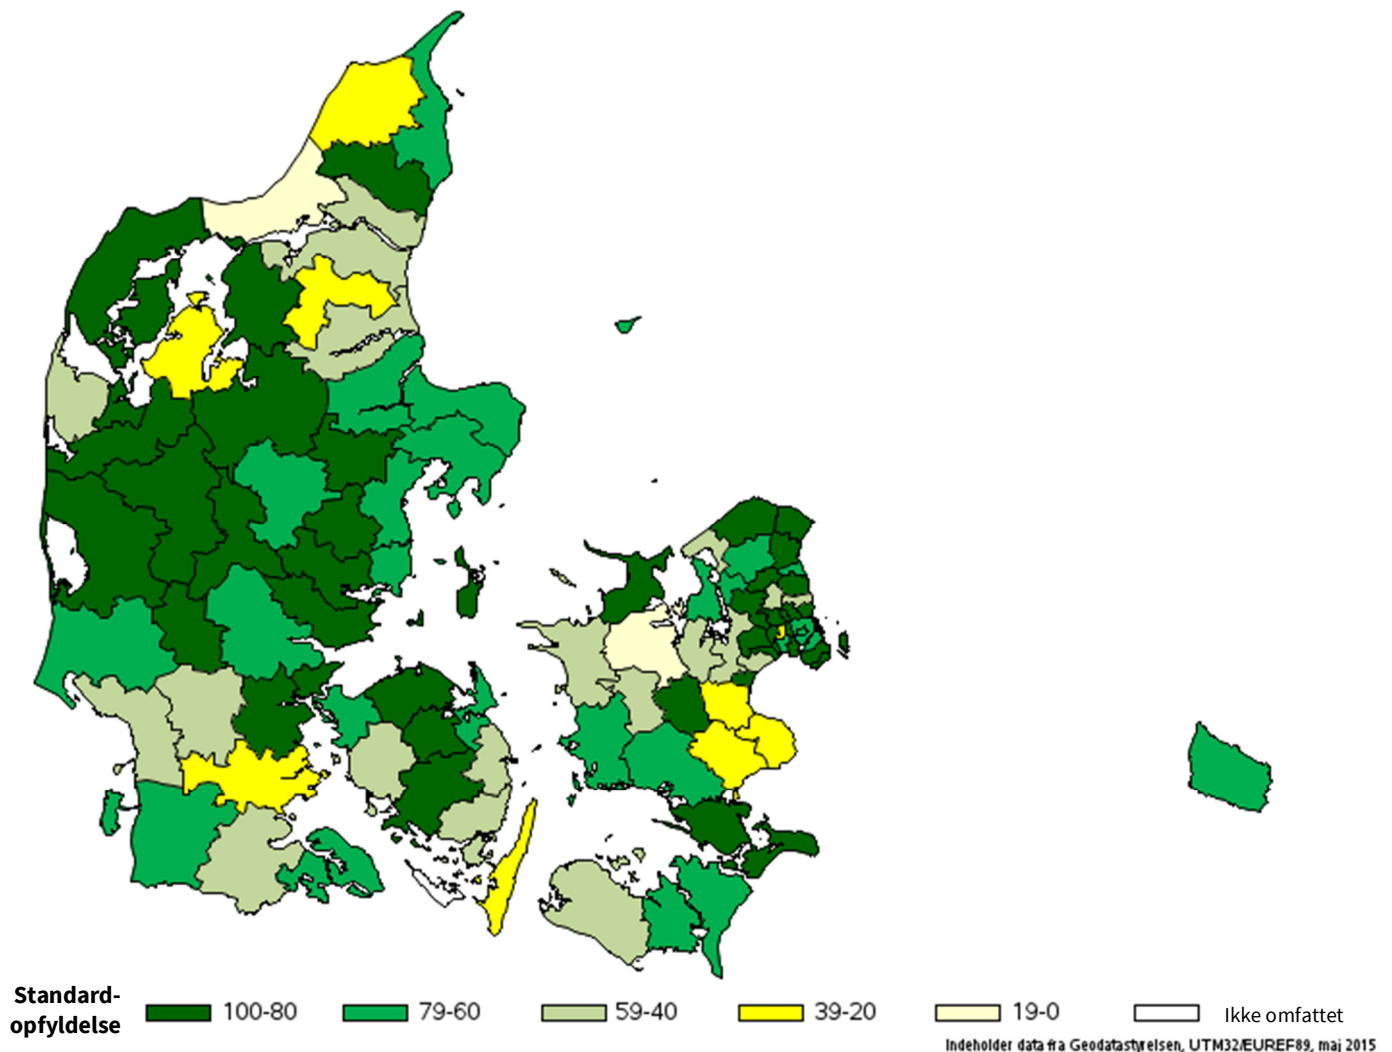 Standard-
opfyldelse
100-80
79-60
59-40
39-20
19-0
Ikke omfattet
Indeholder data fra Geodatastyrelsen, UTM32/EUREF89, maj 2015